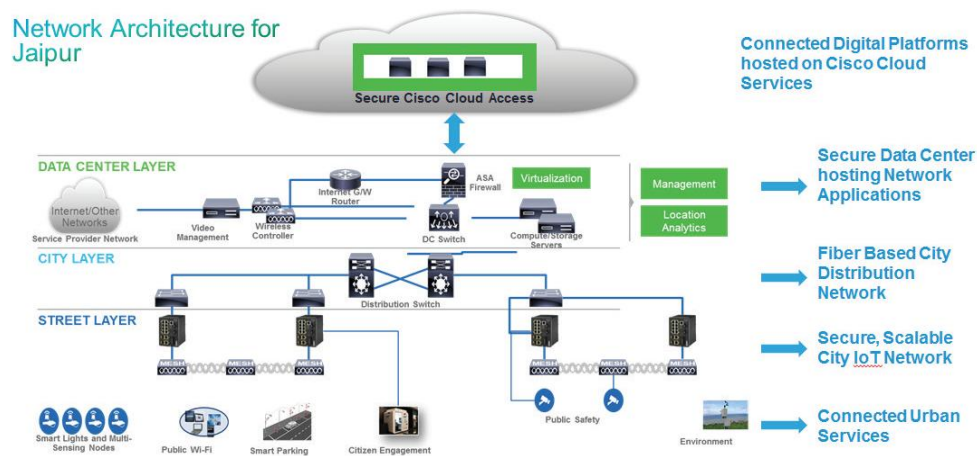 Network Architecture for
Jaipur
Secure Cisco Cloud Access
Connected Digital Platforms
hosted on Cisco Cloud
Services
DATA CENTER LAYER
Internet/Other
Networks
Service Provider Network
Video
Management
Wireless
Controller
Internet G/W
Router
ASA
Firewall
DC Switch
Virtualization
Compute/Storage
Servers
Management
Location
Analytics
Secure Data Center
hosting Network
Applications
CITY LAYER
Distribution Switch
Fiber Based City
Distribution
Network
STREET LAYER
MESH
MESH
MESH
MESH
MESH
MESH
Secure, Scalable
City IoT Network
Smart Lights and Multi-
Sensing Nodes
Public Wi-Fi
Smart Parking
Citizen Engagement
Public Safety
Environment
Connected Urban
Services